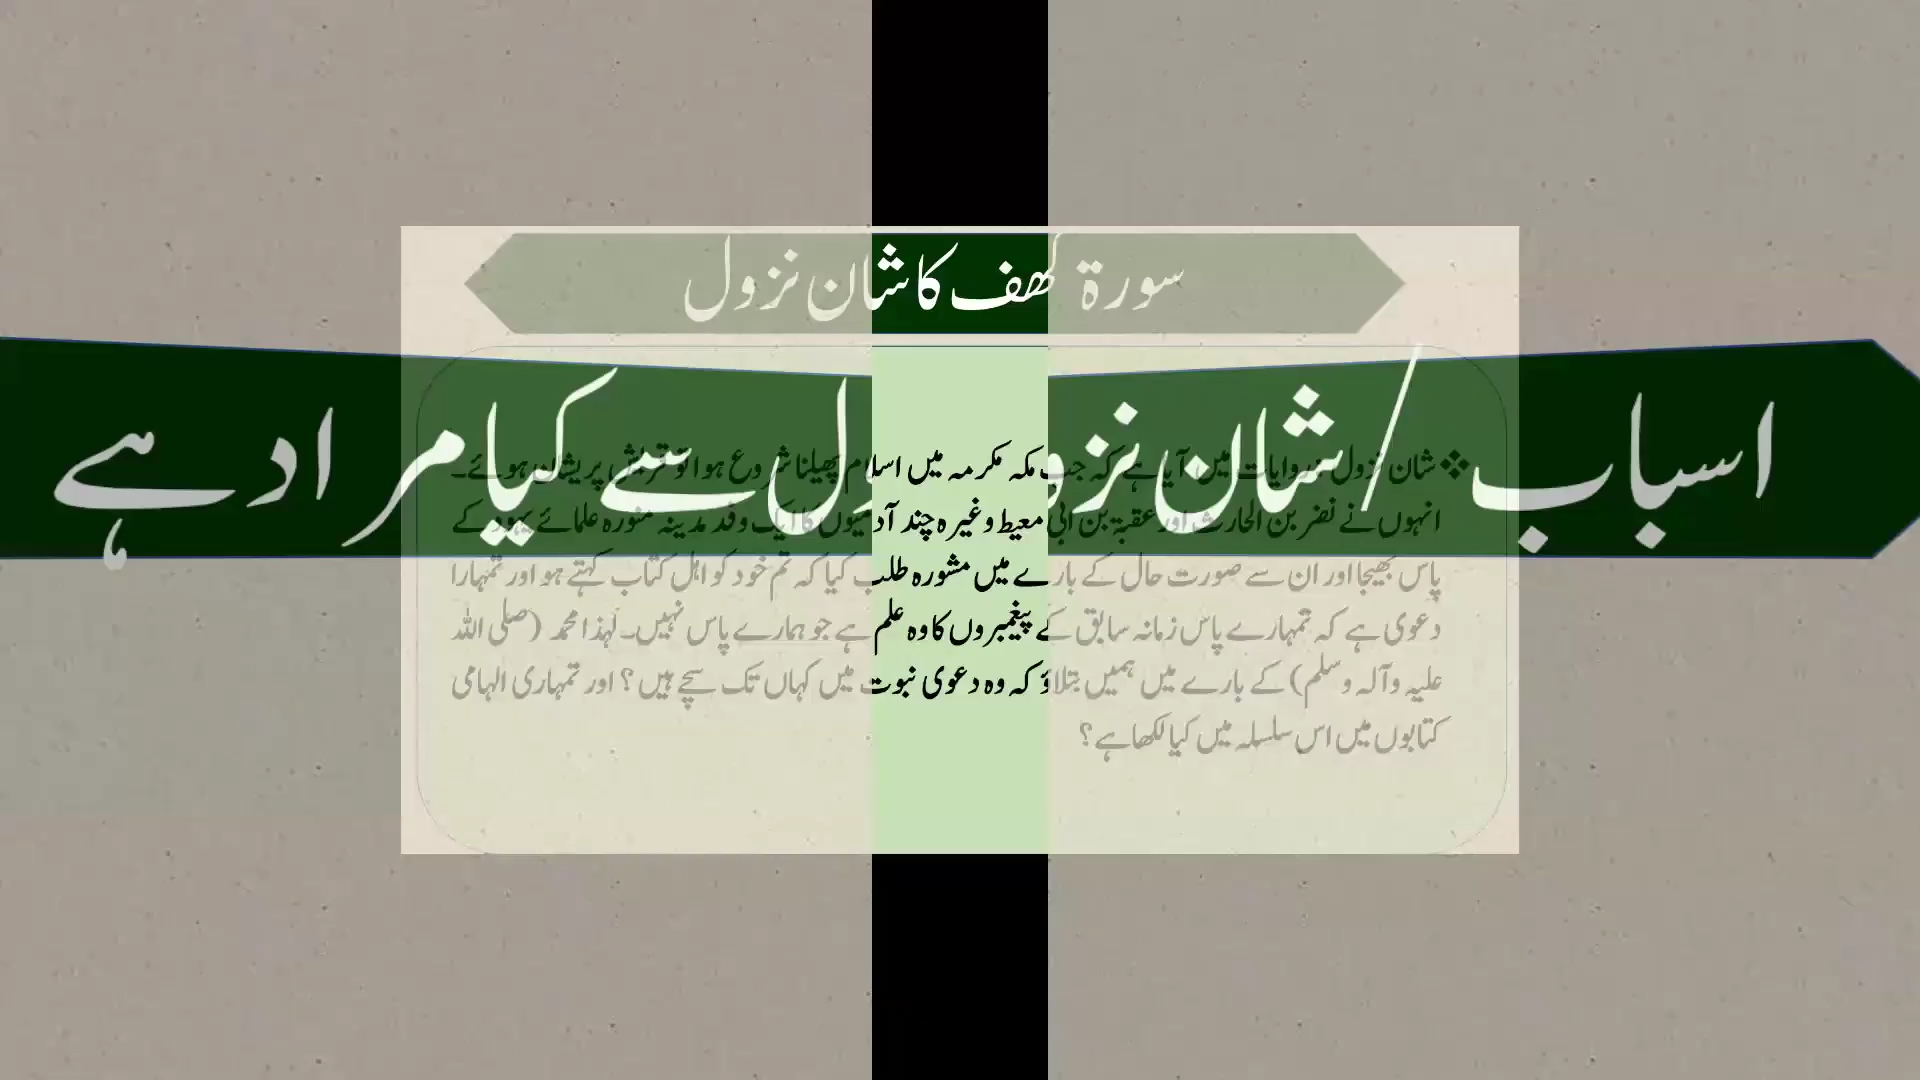 سورۃ کھف کا شان نزول
اسباب / شان نزول سے کیا مراد ہے
❖ شان نزول: روایات میں آیا ہے کہ جب مکہ مکرمہ میں اسلام پھیلنا شروع ہوا تو قریش پریشان ہوئے۔
انہوں نے نضر بن الحارث اور عقبۃ بن ابی معیط وغیرہ چند آدمیوں کا ایک وفد مدینہ منورہ علمائے یہود کے
پاس بھیجا اور ان سے صورت حال کے بارے میں مشورہ طلب کیا کہ تم خود کو اہل کتاب کہتے ہو اور تمہارا
دعوی ہے کہ تمہارے پاس زمانہ سابق کے پیغمبروں کا وہ علم ہے جو ہمارے پاس نہیں۔ لہذا محمد (صلی اللہ
علیہ وآلہ وسلم) کے بارے میں ہمیں بتلاؤ کہ وہ دعوی نبوت میں کہاں تک سچے ہیں؟ اور تمہاری الہامی
کتابوں میں اس سلسلہ میں کیا لکھا ہے؟